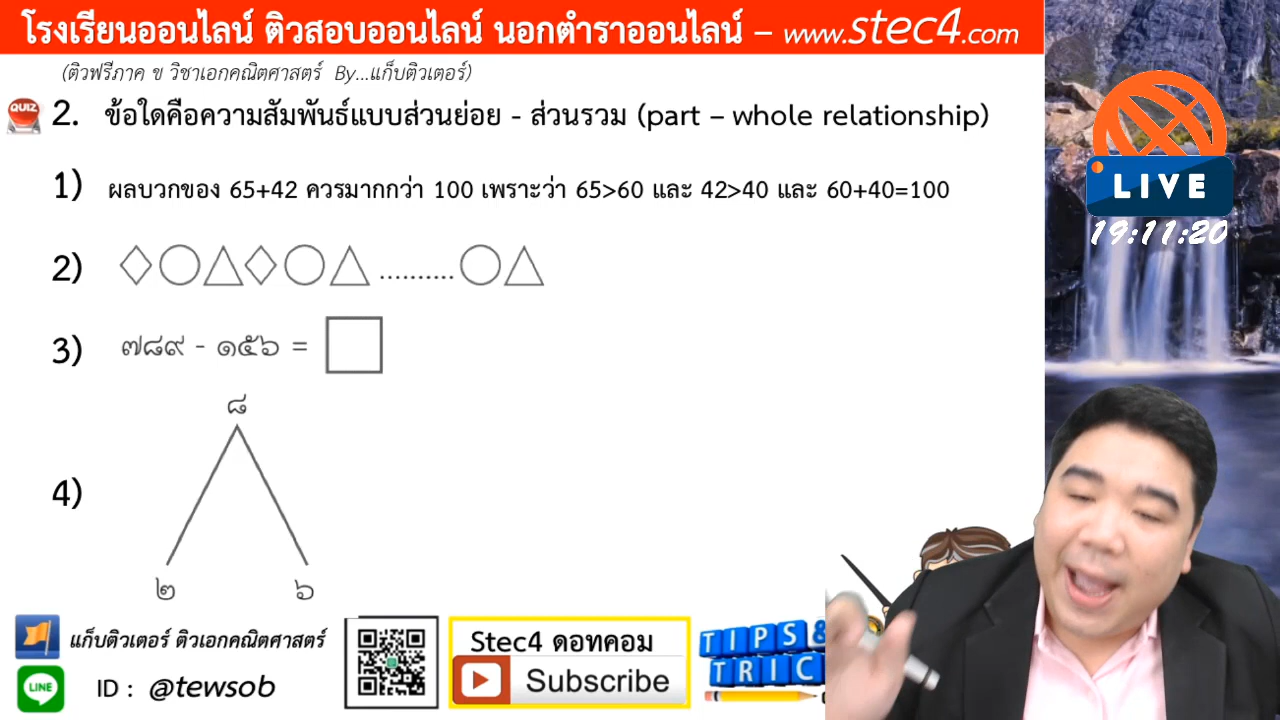 โรงเรียนออนไลน์ ติวสอบออนไลน์ นอกตำราออนไลน์ – www.stec4.com
(ติวฟรีภาค ข วิชาเอกคณิตศาสตร์ By...แก็บติวเตอร์)
QUIZ 2. ข้อใดคือความสัมพันธ์แบบส่วนย่อย - ส่วนรวม (part – whole relationship)
1) ผลบวกของ 65+42 ควรมากกว่า 100 เพราะว่า 65>60 และ 42>40 และ 60+40=100
LIVE
19:11:20
2) ..........
3) ๗๘๙ - ๑๕๖ =
๘
4)
๒ ๖
แก็บติวเตอร์ ติวเอกคณิตศาสตร์
LINE ID : @tewsob
Stec4 ดอทคอม
Subscribe
TIPS &
TRIC